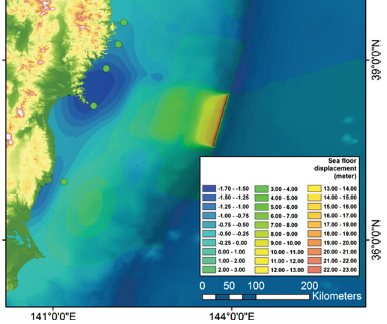 39°0'0"N
36°0'0"N
Sea floor
displacement
(meter)
-1.70 - -1.50 3.00 - 4.00 13.00 - 14.00
-1.50 - -1.25 4.00 - 5.00 14.00 - 15.00
-1.25 - -1.00 5.00 - 6.00 15.00 - 16.00
-1.00 - -0.75 6.00 - 7.00 16.00 - 17.00
-0.75 - -0.50 7.00 - 8.00 17.00 - 18.00
-0.50 - -0.25 8.00 - 9.00 18.00 - 19.00
-0.25 - 0.00 9.00 - 10.00 19.00 - 20.00
0.00 - 1.00 10.00 - 11.00 20.00 - 21.00
1.00 - 2.00 11.00 - 12.00 21.00 - 22.00
2.00 - 3.00 12.00 - 13.00 22.00 - 23.00
0 50 100 200
Kilometers
141°0'0"E 144°0'0"E